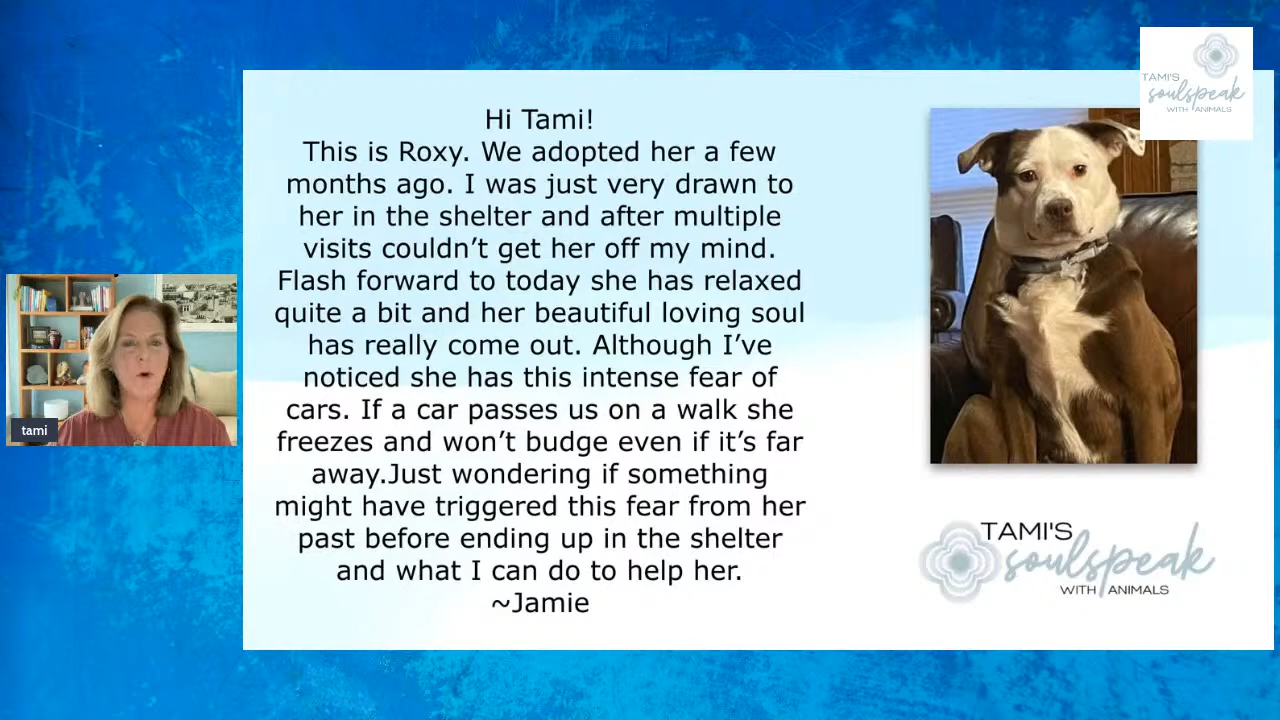 TAMI'S
soulspeak
WITH ANIMALS
Hi Tami!
This is Roxy. We adopted her a few
months ago. I was just very drawn to
her in the shelter and after multiple
visits couldn’t get her off my mind.
Flash forward to today she has relaxed
quite a bit and her beautiful loving soul
has really come out. Although I’ve
noticed she has this intense fear of
cars. If a car passes us on a walk she
freezes and won’t budge even if it’s far
away.Just wondering if something
might have triggered this fear from her
past before ending up in the shelter
and what I can do to help her.
~Jamie
tami
TAMI'S
soulspeak
WITH ANIMALS